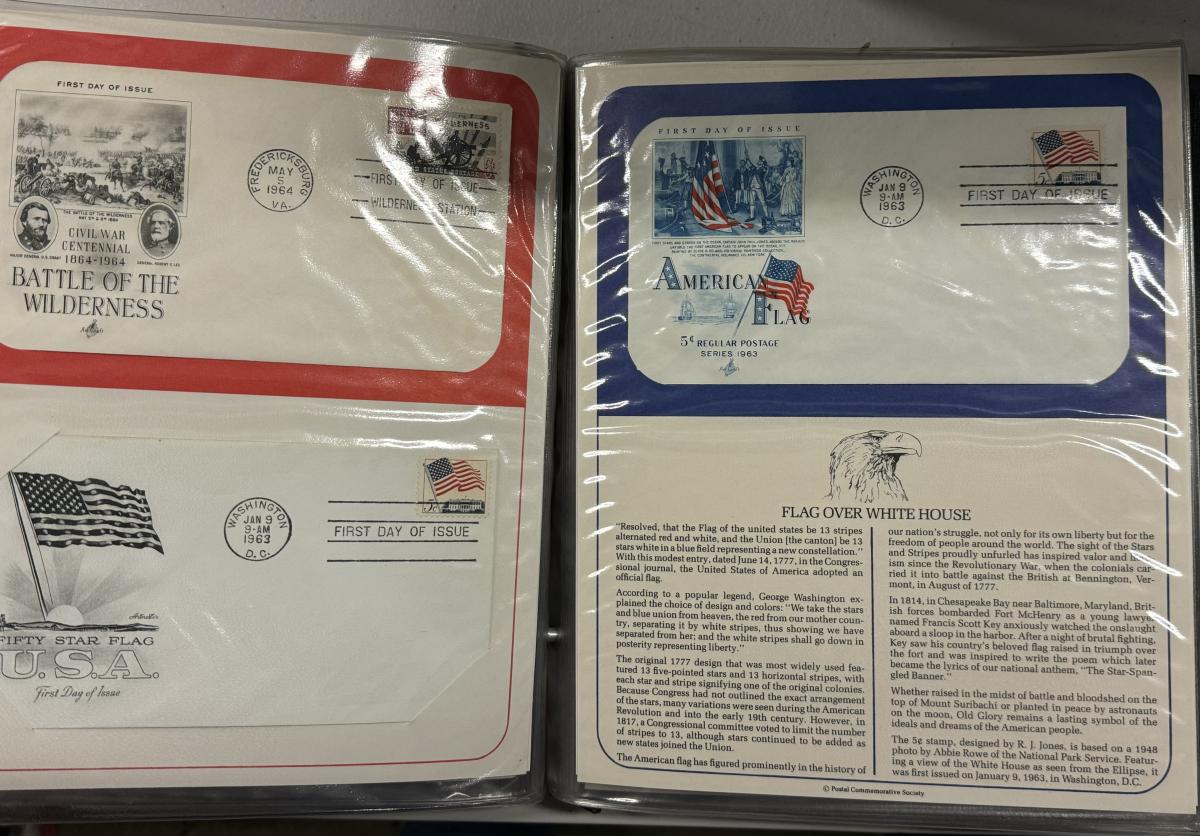 FIRST DAY OF ISSUE
THE BATTLE OF THE WILDERNESS
MAJOR GENERAL U.S. GRANT
GENERAL ROBERT E. LEE
CIVIL WAR
CENTENNIAL
1864-1964
BATTLE OF THE
WILDERNESS
ArtCraft
FREDERICKSBURG
MAY
5
1964
VA.
FIRST DAY OF ISSUE
WILDERNESS STATION
WASHINGTON
JAN 9
9-AM
1963
D.C.
FIRST DAY OF ISSUE
Artmaster
FIFTY STAR FLAG
U.S.A.
First Day of Issue
FIRST DAY OF ISSUE
AMERICAN
FLAG
5¢ REGULAR POSTAGE
SERIES 1963
ArtCraft
WASHINGTON
JAN 9
9-AM
1963
D.C.
5¢
FIRST DAY OF ISSUE
FLAG OVER WHITE HOUSE
"Resolved, that the Flag of the united states be 13 stripes
alternated red and white, and the Union [the canton] be 13
stars white in a blue field representing a new constellation."
With this modest entry, dated June 14, 1777, in the Congres-
sional journal, the United States of America adopted an
official flag.
According to a popular legend, George Washington ex-
plained the choice of design and colors: "We take the stars
and blue union from heaven, the red from our mother coun-
try, separating it by white stripes, thus showing we have
separated from her; and the white stripes shall go down in
posterity representing liberty."
The original 1777 design that was most widely used fea-
tured 13 five-pointed stars and 13 horizontal stripes, with
each star and stripe signifying one of the original colonies.
Because Congress had not outlined the exact arrangement
of the stars, many variations were seen during the American
Revolution and into the early 19th century. However, in
1817, a Congressional committee voted to limit the number
of stripes to 13, although stars continued to be added as
new states joined the Union.
The American flag has figured prominently in the history of
our nation's struggle, not only for its own liberty but for the
freedom of people around the world. The sight of the Stars
and Stripes proudly unfurled has inspired valor and hero-
ism since the Revolutionary War, when the colonials car-
ried it into battle against the British at Bennington, Ver-
mont, in August of 1777.
In 1814, in Chesapeake Bay near Baltimore, Maryland, Brit-
ish forces bombarded Fort McHenry as a young lawyer
named Francis Scott Key anxiously watched the onslaught
aboard a sloop in the harbor. After a night of brutal fighting,
Key saw his country's beloved flag raised in triumph over
the fort and was inspired to write the poem which later
became the lyrics of our national anthem, "The Star-Span-
gled Banner."
Whether raised in the midst of battle and bloodshed on the
top of Mount Suribachi or planted in peace by astronauts
on the moon, Old Glory remains a lasting symbol of the
ideals and dreams of the American people.
The 5¢ stamp, designed by R. J. Jones, is based on a 1948
photo by Abbie Rowe of the National Park Service. Featur-
ing a view of the White House as seen from the Ellipse, it
was first issued on January 9, 1963, in Washington, D.C.
© Postal Commemorative Society